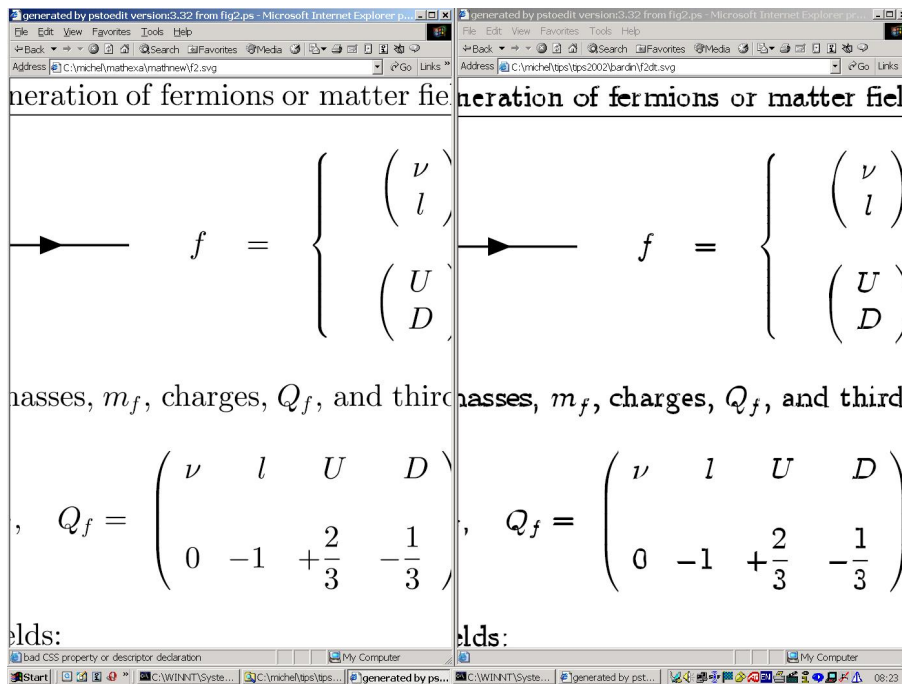 generated by pstoedit version:3.32 from fig2.ps - Microsoft Internet Explorer p...
File Edit View Favorites Tools Help
Back Search Favorites Media
Address C:\michel\mathexa\mathnew\f2.svg Go Links »
neration of fermions or matter fie
f = { ( ν
l )
( U
D )
nasses, m_f, charges, Q_f, and third
ν l U D
, Q_f = ( 0 −1 +2/3 −1/3 )
elds:
bad CSS property or descriptor declaration My Computer
generated by pstoedit version:3.32 from fig2.ps - Microsoft Internet Explorer pr...
File Edit View Favorites Tools Help
Back Search Favorites Media
Address C:\michel\tips\tips2002\bardin\f2dt.svg Go Links
neration of fermions or matter fiel
f = { ( ν
l )
( U
D )
nasses, m_f, charges, Q_f, and third
ν l U D
, Q_f = ( 0 −1 +2/3 −1/3 )
elds:
My Computer
Start » C:\WINNT\Syste... C:\michel\tips\tips... generated by ps... C:\WINNT\Syste... generated by pst... 08:23